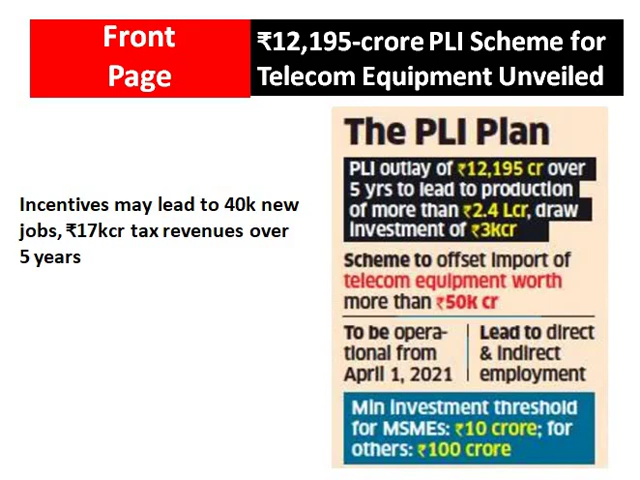 Front
Page
₹12,195-crore PLI Scheme for
Telecom Equipment Unveiled
Incentives may lead to 40k new
jobs, ₹17kcr tax revenues over
5 years
The PLI Plan
PLI outlay of ₹12,195 cr over
5 yrs to lead to production
of more than ₹2.4 Lcr, draw
investment of ₹3kcr
Scheme to offset import of
telecom equipment worth
more than ₹50k cr
To be opera-
tional from
April 1, 2021
Lead to direct
& indirect
employment
Min investment threshold
for MSMEs: ₹10 crore; for
others: ₹100 crore